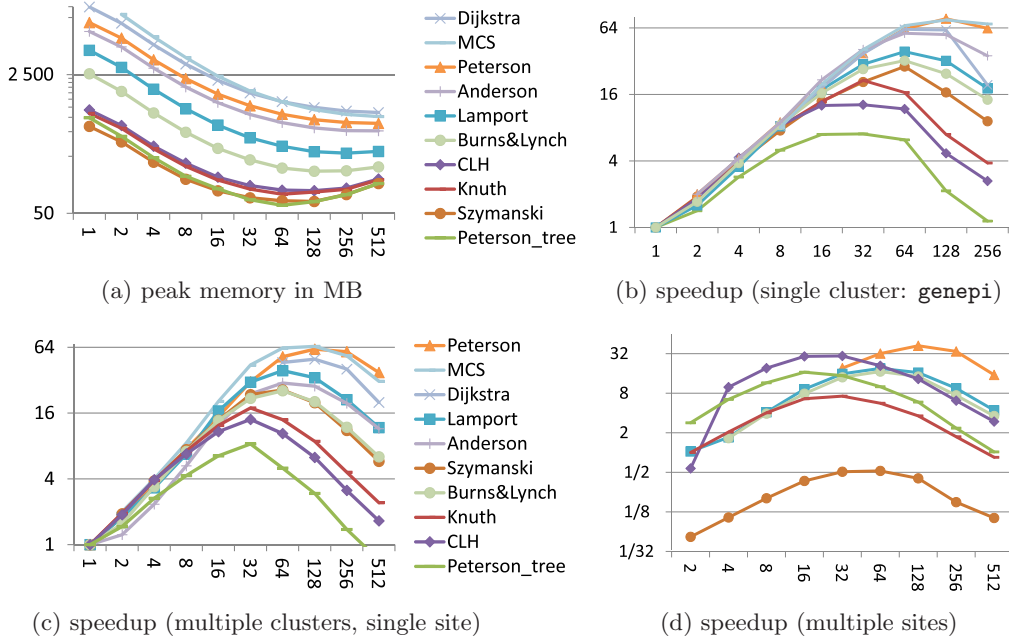 2 500
50
1 2 4 8 16 32 64 128 256 512
Dijkstra
MCS
Peterson
Anderson
Lamport
Burns&Lynch
CLH
Knuth
Szymanski
Peterson_tree
(a) peak memory in MB
64
16
4
1
1 2 4 8 16 32 64 128 256
(b) speedup (single cluster: genepi)
64
16
4
1
1 2 4 8 16 32 64 128 256 512
Peterson
MCS
Dijkstra
Lamport
Anderson
Szymanski
Burns&Lynch
Knuth
CLH
Peterson_tree
(c) speedup (multiple clusters, single site)
32
8
2
1/2
1/8
1/32
2 4 8 16 32 64 128 256 512
(d) speedup (multiple sites)